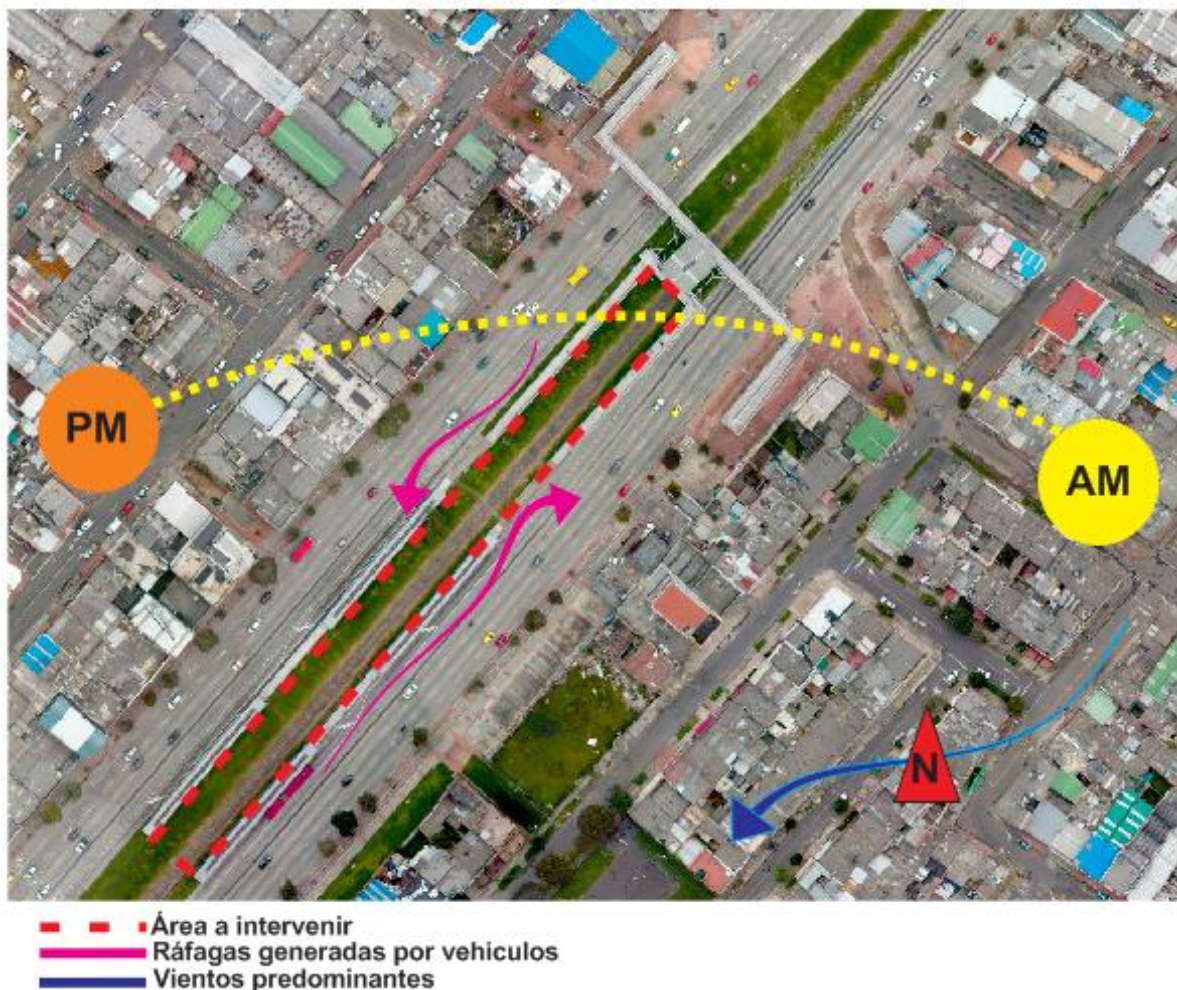 PM
AM
N
Área a intervenir
Ráfagas generadas por vehiculos
Vientos predominantes